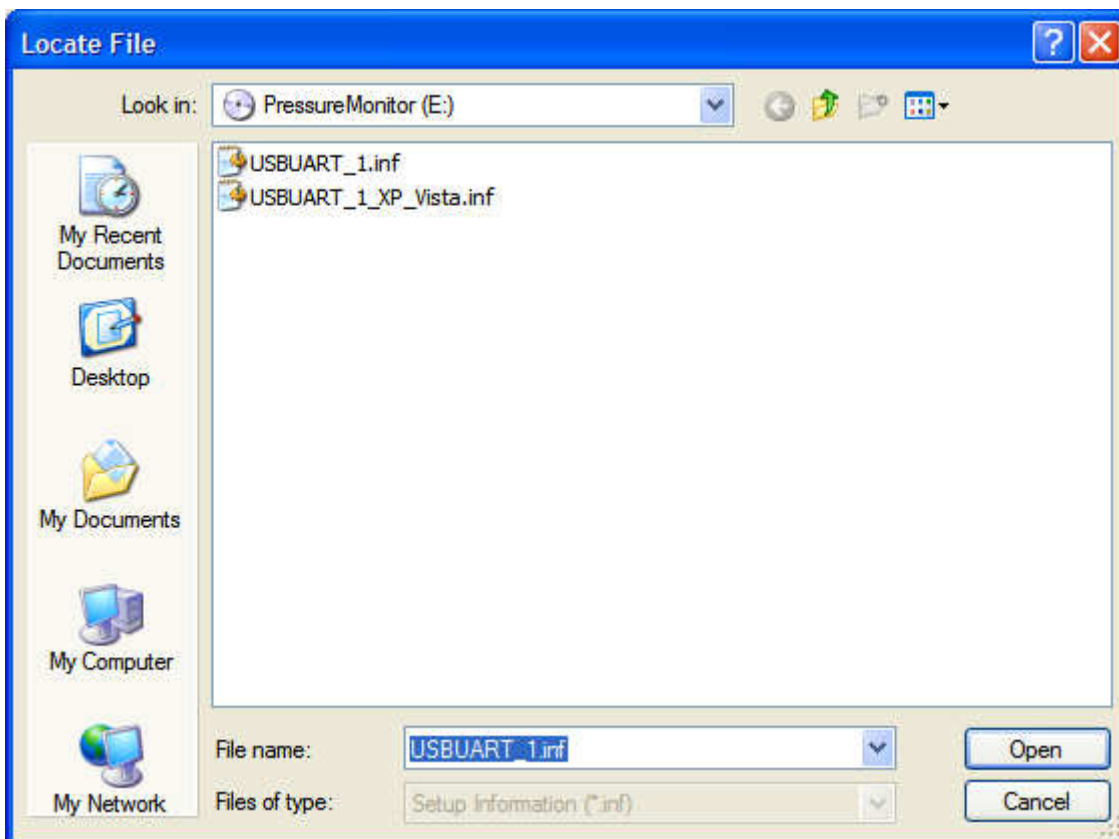 Locate File
Look in: PressureMonitor (E:)
USBUART_1.inf
USBUART_1_XP_Vista.inf
My Recent
Documents
Desktop
My Documents
My Computer
My Network
File name: USBUART_1.inf Open
Files of type: Setup Information (*.inf) Cancel